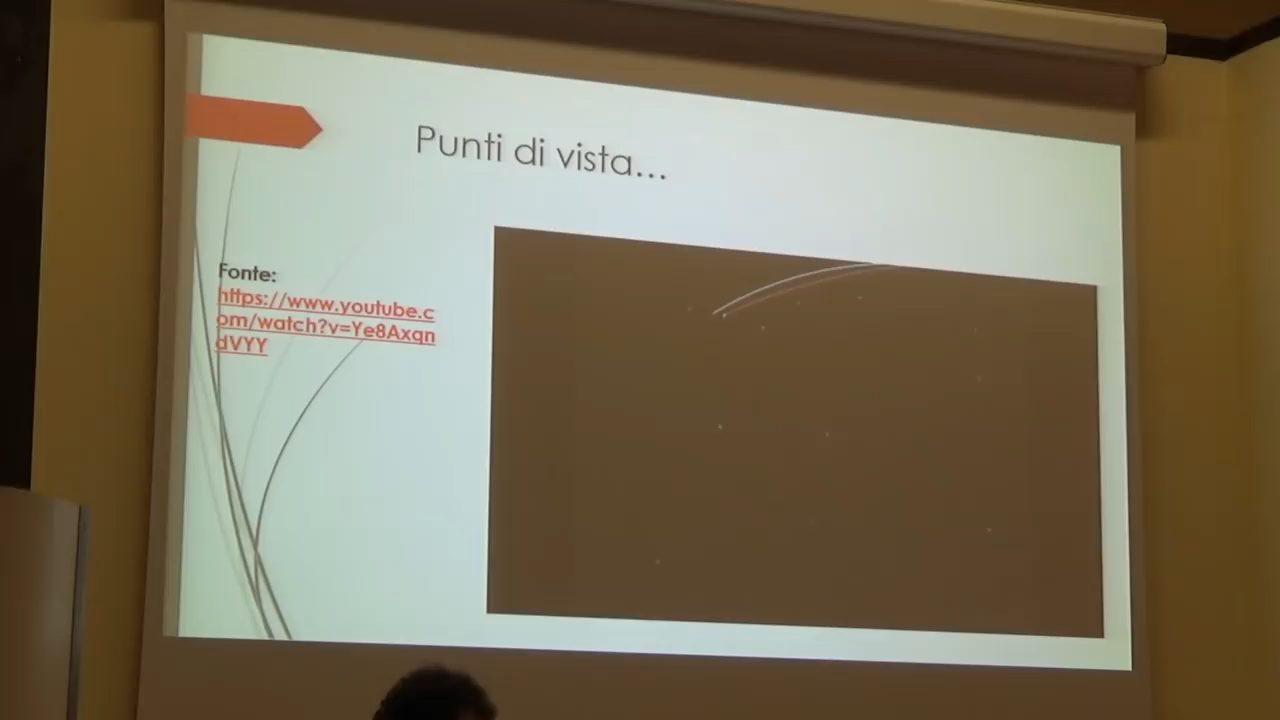 Punti di vista...
Fonte:
https://www.youtube.c
om/watch?v=Ye8Axqn
dVYY